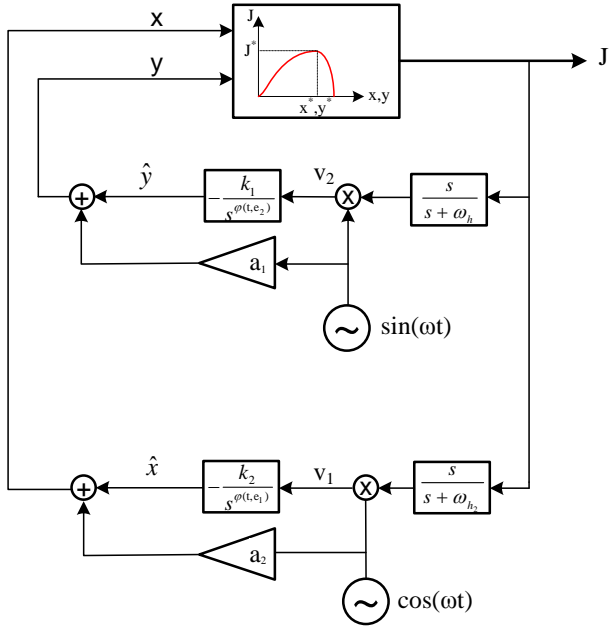 x
J
J*
J
y
x,y
x*,y*
ŷ
-k₁/s^φ(t,e₂)
v₂
x
s/(s + ω_h)
+
a₁
~
sin(ωt)
x̂
-k₂/s^φ(t,e₁)
v₁
x
s/(s + ω_h₂)
+
a₂
~
cos(ωt)